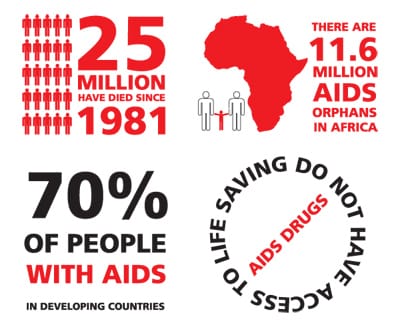 25
MILLION
HAVE DIED SINCE
1981
THERE ARE
11.6
MILLION
AIDS
ORPHANS
IN AFRICA
70%
OF PEOPLE
WITH AIDS
IN DEVELOPING COUNTRIES
DO NOT HAVE ACCESS TO LIFE SAVING
AIDS DRUGS